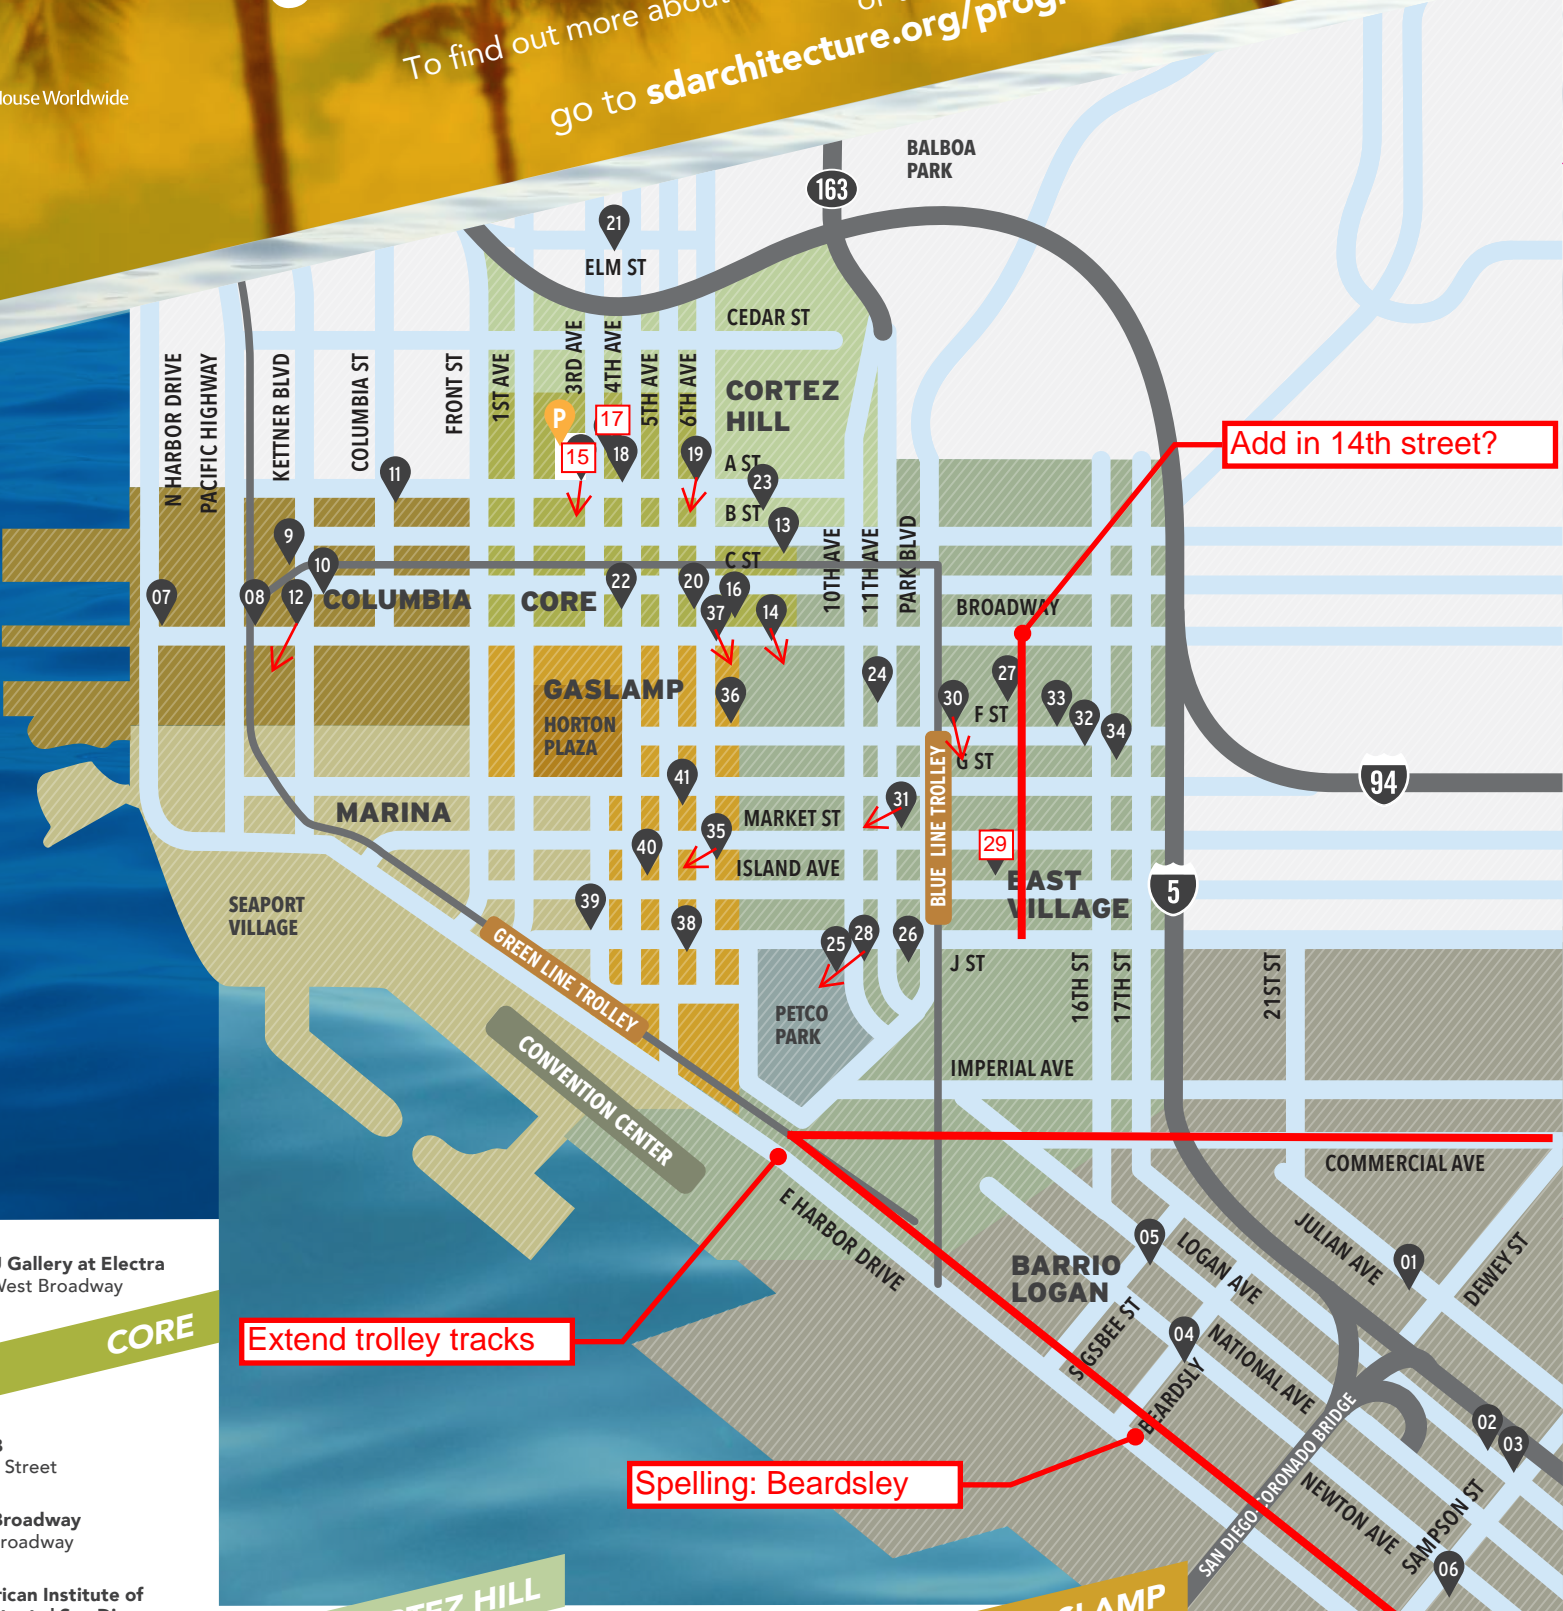 To find out more about
or
go to sdarchitecture.org/progr
House Worldwide
BALBOA
PARK
163
21
ELM ST
CEDAR ST
N HARBOR DRIVE
PACIFIC HIGHWAY
KETTNER BLVD
COLUMBIA ST
FRONT ST
1ST AVE
3RD AVE
4TH AVE
5TH AVE
6TH AVE
CORTEZ
HILL
P
17
15
18
19
A ST
23
11
B ST
13
Add in 14th street?
9
10
C ST
10TH AVE
11TH AVE
PARK BLVD
07
08
12
COLUMBIA
CORE
22
20
16
37
14
BROADWAY
GASLAMP
HORTON
PLAZA
36
24
30
27
33
32
34
F ST
G ST
41
31
MARINA
MARKET ST
BLUE LINE TROLLEY
94
40
35
29
ISLAND AVE
EAST
VILLAGE
5
SEAPORT
VILLAGE
39
38
25
28
26
J ST
GREEN LINE TROLLEY
16TH ST
17TH ST
21ST ST
PETCO
PARK
CONVENTION CENTER
IMPERIAL AVE
COMMERCIAL AVE
E HARBOR DRIVE
BARRIO
LOGAN
05
LOGAN AVE
JULIAN AVE
01
DEWEY ST
SIGSBEE ST
04
NATIONAL AVE
BEARDSLY
Extend trolley tracks
Spelling: Beardsley
SAN DIEGO-CORONADO BRIDGE
02
03
NEWTON AVE
SAMPSON ST
06
Gallery at Electra
West Broadway
CORE
Street
Broadway
roadway
rican Institute of
TEZ HILL
LAMP